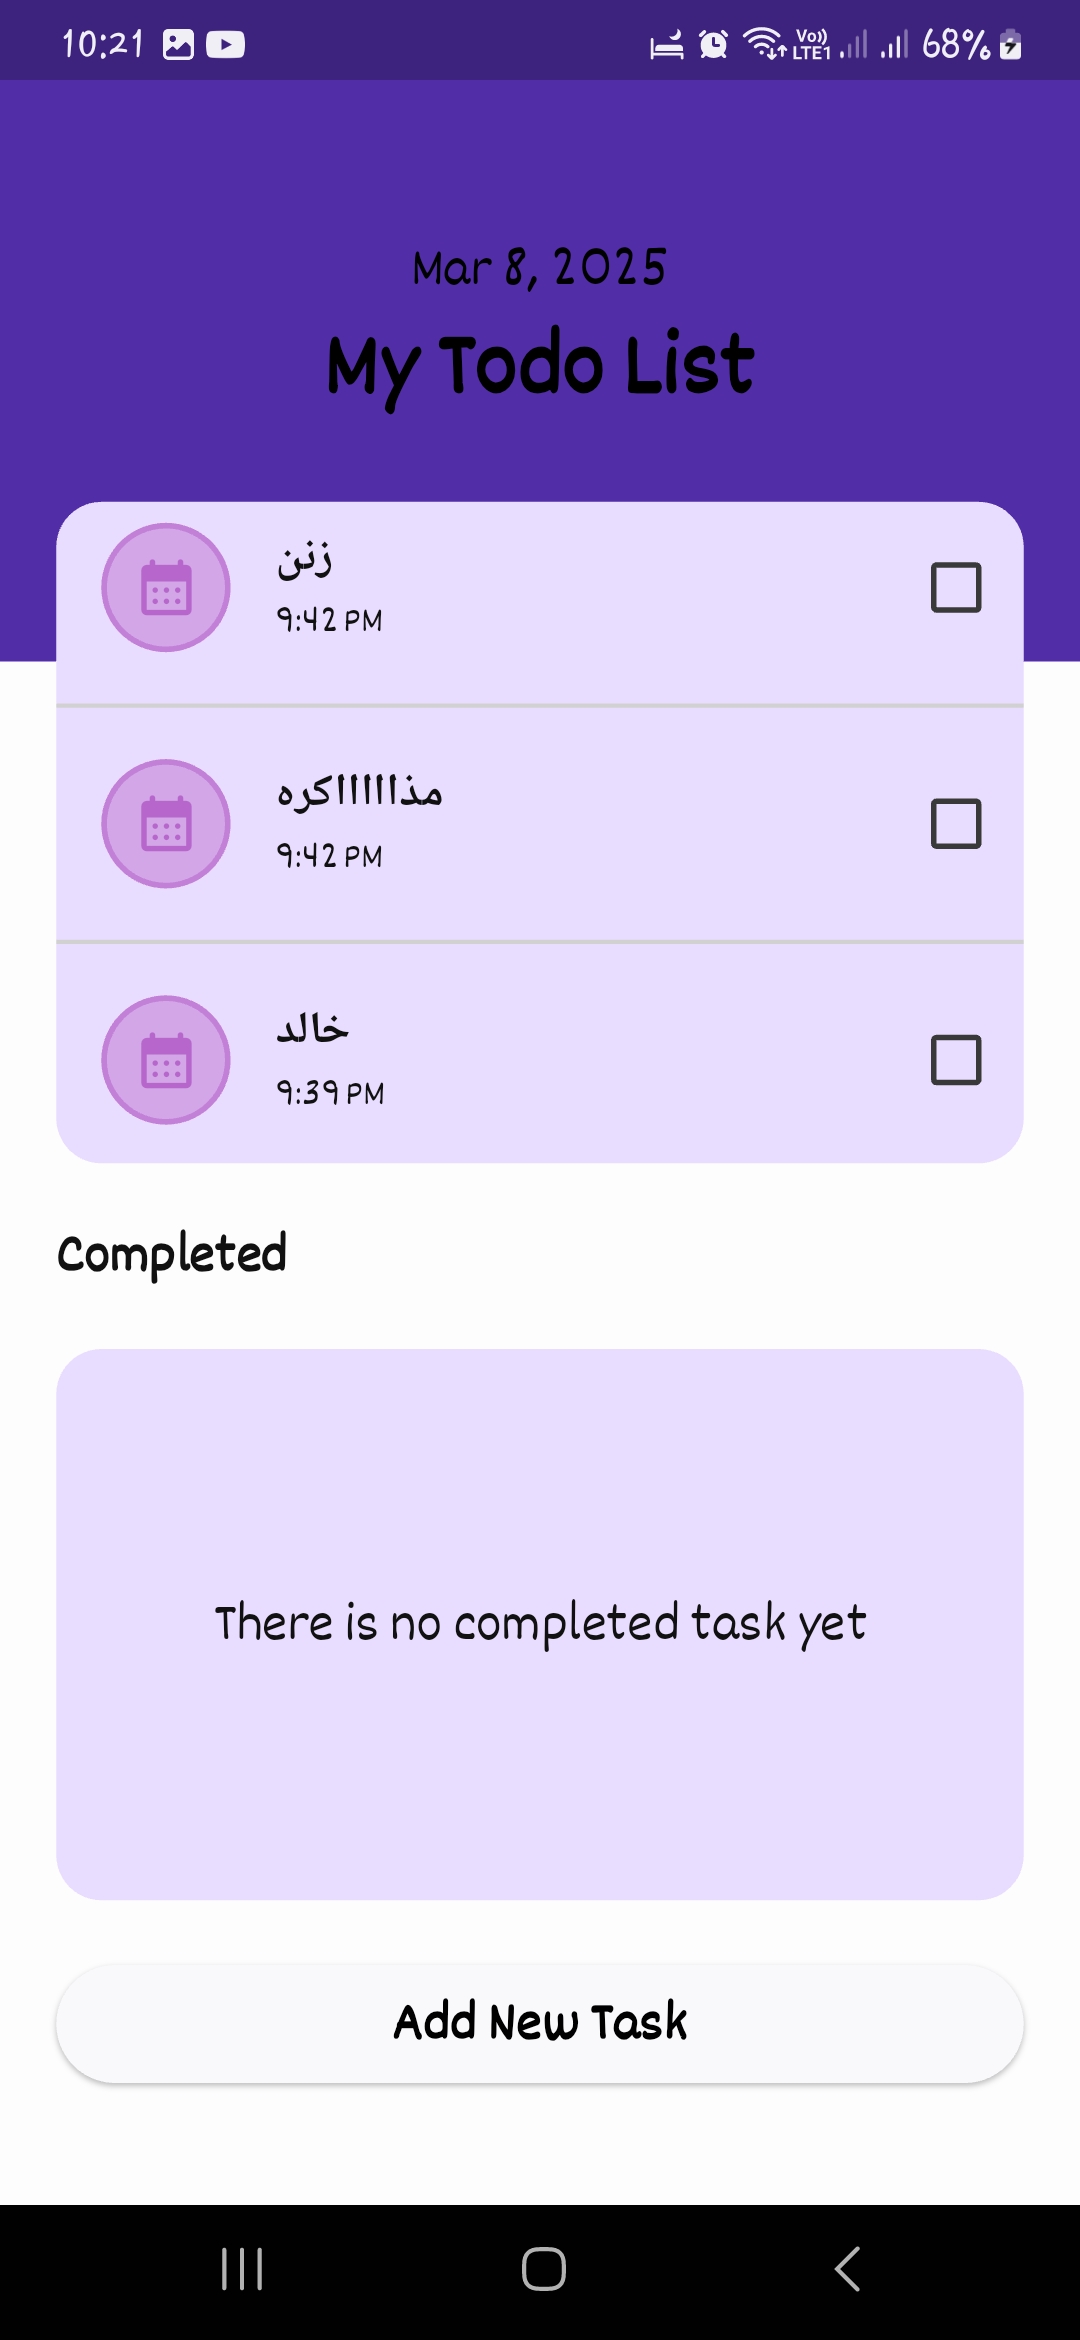 10:21
Vo)) LTE1 68%
Mar 8, 2025
My Todo List
زنن
9:42 PM
مذاااااكره
9:42 PM
خالد
9:39 PM
Completed
There is no completed task yet
Add New Task